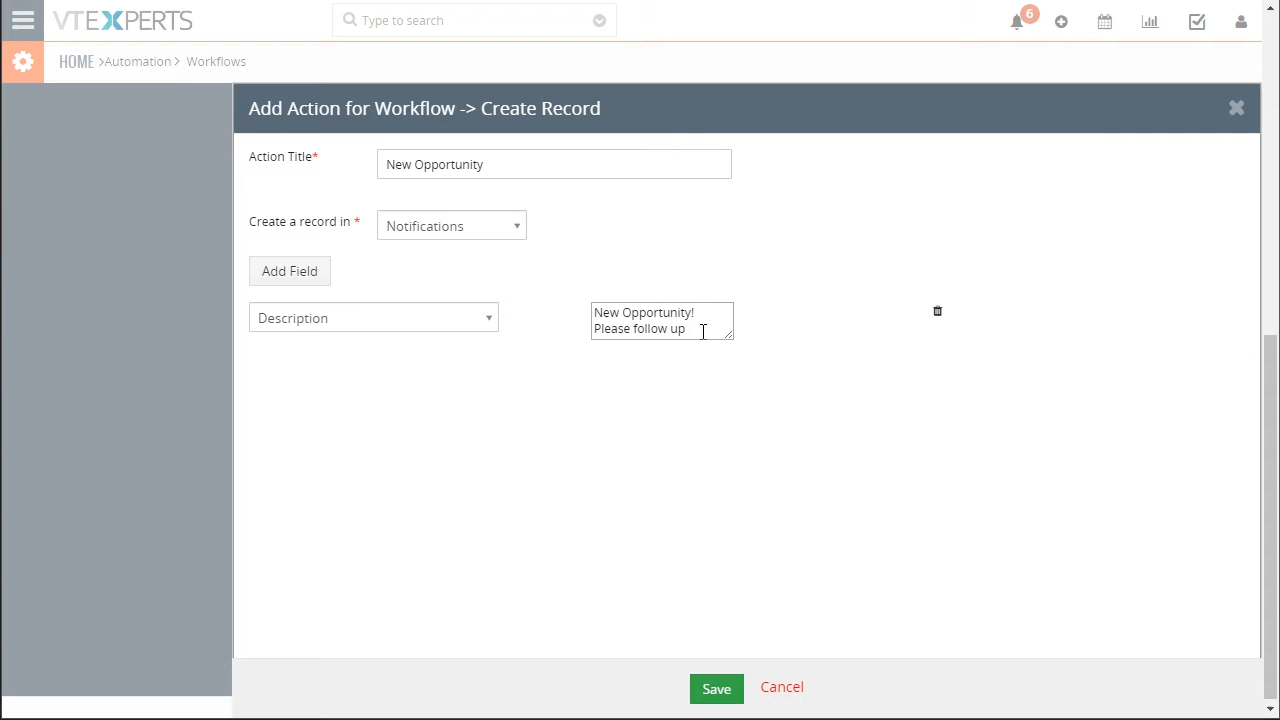 VTEXPERTS
Type to search
6
HOME >Automation > Workflows
Add Action for Workflow -> Create Record
Action Title*
New Opportunity
Create a record in *
Notifications
Add Field
Description
New Opportunity!
Please follow up
Save
Cancel